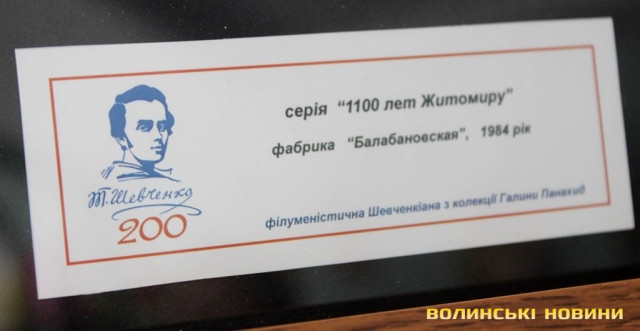 серія "1100 лет Житомиру"
фабрика "Балабановская", 1984 рік
Т. Шевченко
200
філуменістична Шевченкіана з колекції Галини Панахид
ВОЛИНСЬКІ НОВИНИ